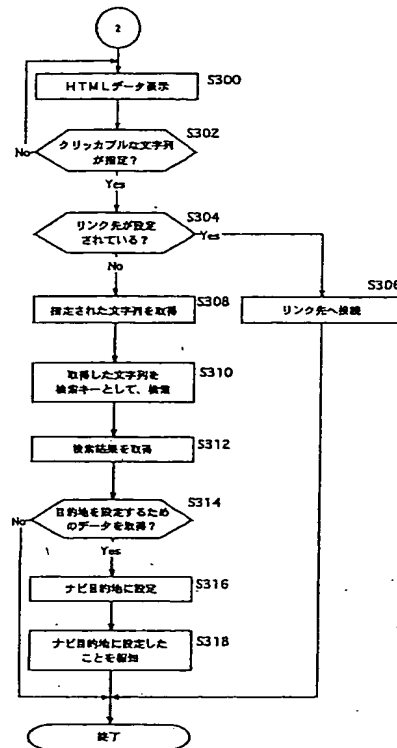 2
HTMLデータ表示
S300
S302
クリッカブルな文字列
が指定?
No
Yes
S304
リンク先が設定
されている?
Yes
No
S308
指定された文字列を取得
S306
リンク先へ接続
S310
取得した文字列を
検索キーとして、検索
S312
検索結果を取得
S314
目的地を設定するため
のデータを取得?
No
Yes
S316
ナビ目的地に設定
S318
ナビ目的地に設定した
ことを報知
終了